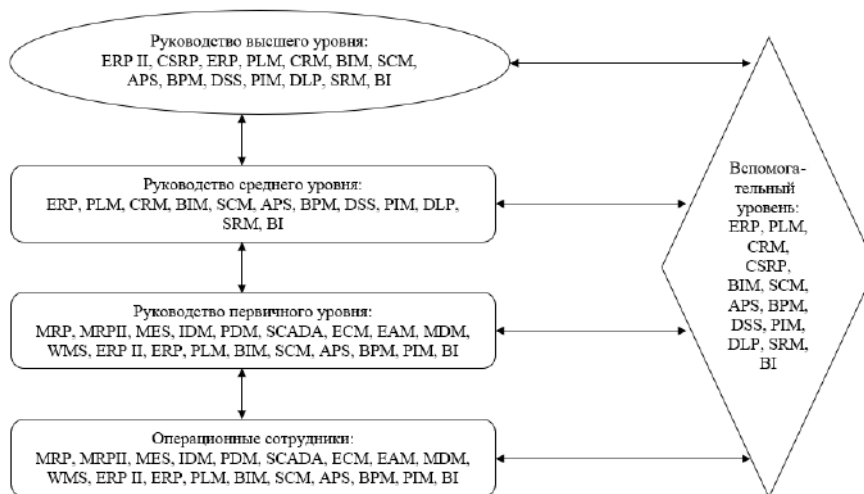 Руководство высшего уровня:
ERP II, CSRP, ERP, PLM, CRM, BIM, SCM,
APS, BPM, DSS, PIM, DLP, SRM, BI
Руководство среднего уровня:
ERP, PLM, CRM, BIM, SCM, APS, BPM, DSS, PIM, DLP,
SRM, BI
Руководство первичного уровня:
MRP, MRPII, MES, IDM, PDM, SCADA, ECM, EAM, MDM,
WMS, ERP II, ERP, PLM, BIM, SCM, APS, BPM, PIM, BI
Операционные сотрудники:
MRP, MRPII, MES, IDM, PDM, SCADA, ECM, EAM, MDM,
WMS, ERP II, ERP, PLM, BIM, SCM, APS, BPM, PIM, BI
Вспомога-
тельный
уровень:
ERP, PLM,
CRM,
CSRP,
BIM, SCM,
APS, BPM,
DSS, PIM,
DLP, SRM,
BI